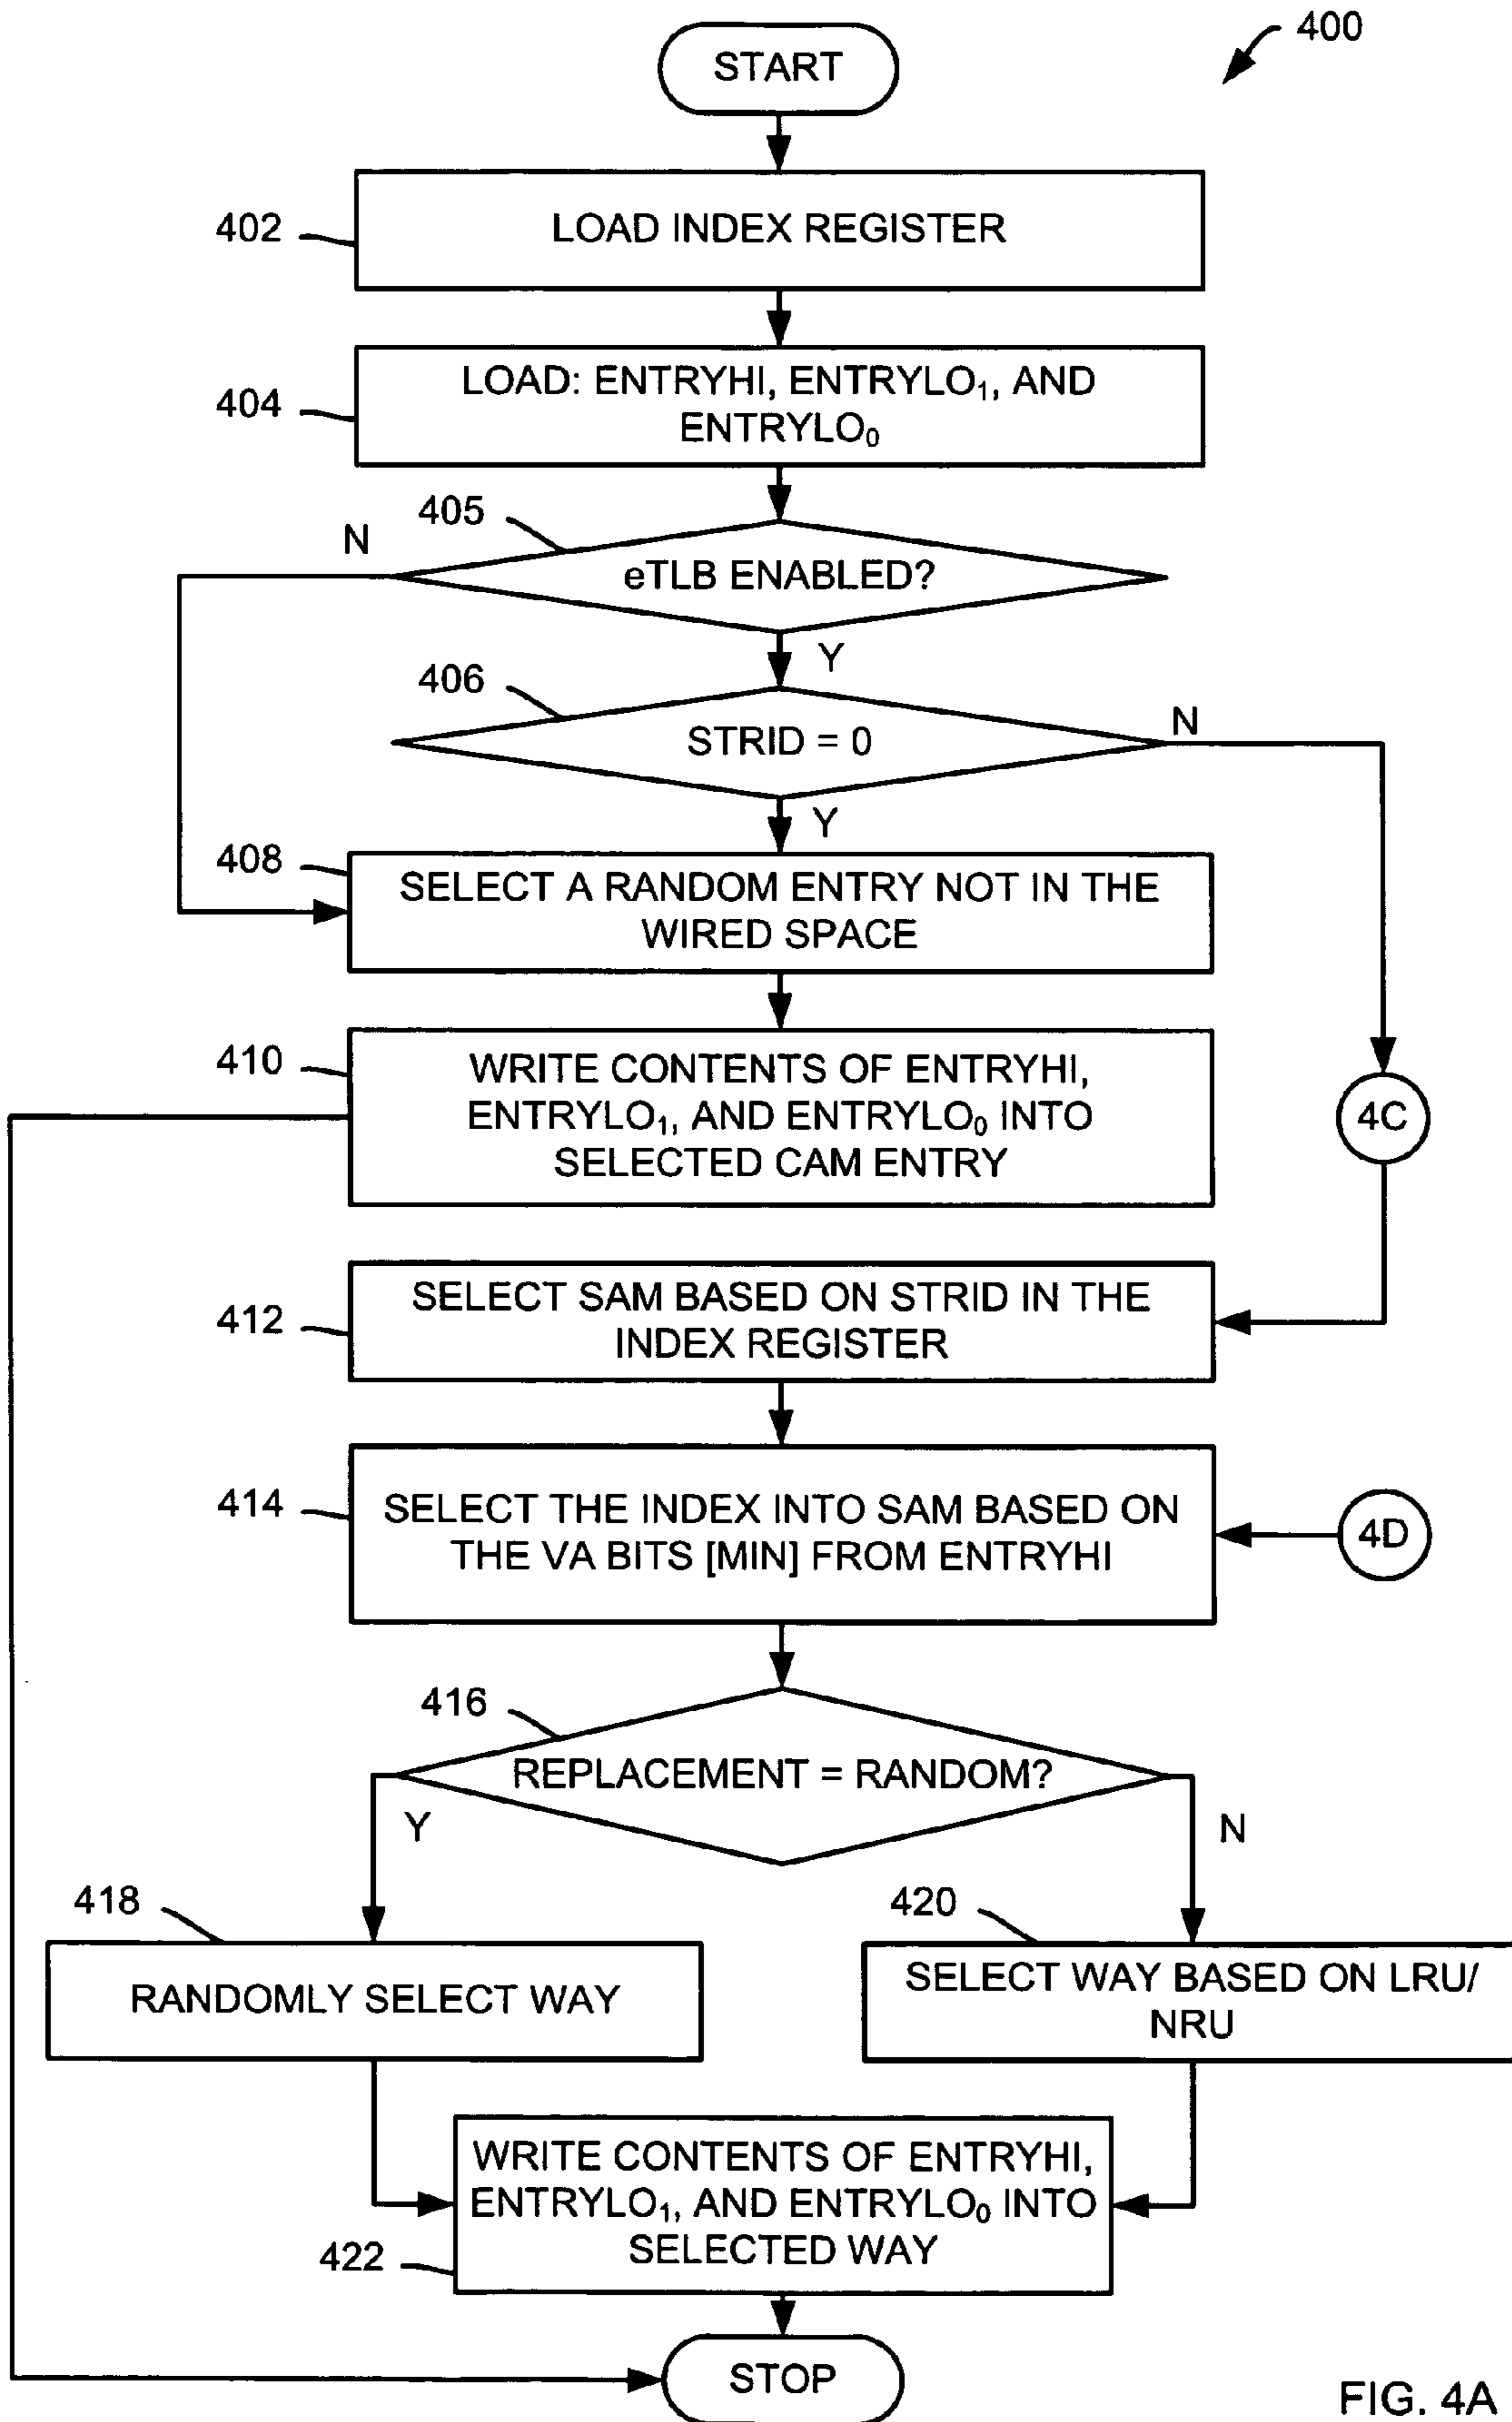 400
START
402
LOAD INDEX REGISTER
404
LOAD: ENTRYHI, ENTRYLO₁, AND
ENTRYLO₀
405
N
eTLB ENABLED?
Y
406
STRID = 0
N
Y
408
SELECT A RANDOM ENTRY NOT IN THE
WIRED SPACE
410
WRITE CONTENTS OF ENTRYHI,
ENTRYLO₁, AND ENTRYLO₀ INTO
SELECTED CAM ENTRY
4C
412
SELECT SAM BASED ON STRID IN THE
INDEX REGISTER
414
SELECT THE INDEX INTO SAM BASED ON
THE VA BITS [MIN] FROM ENTRYHI
4D
416
REPLACEMENT = RANDOM?
Y
N
418
RANDOMLY SELECT WAY
420
SELECT WAY BASED ON LRU/
NRU
WRITE CONTENTS OF ENTRYHI,
ENTRYLO₁, AND ENTRYLO₀ INTO
SELECTED WAY
422
STOP
FIG. 4A